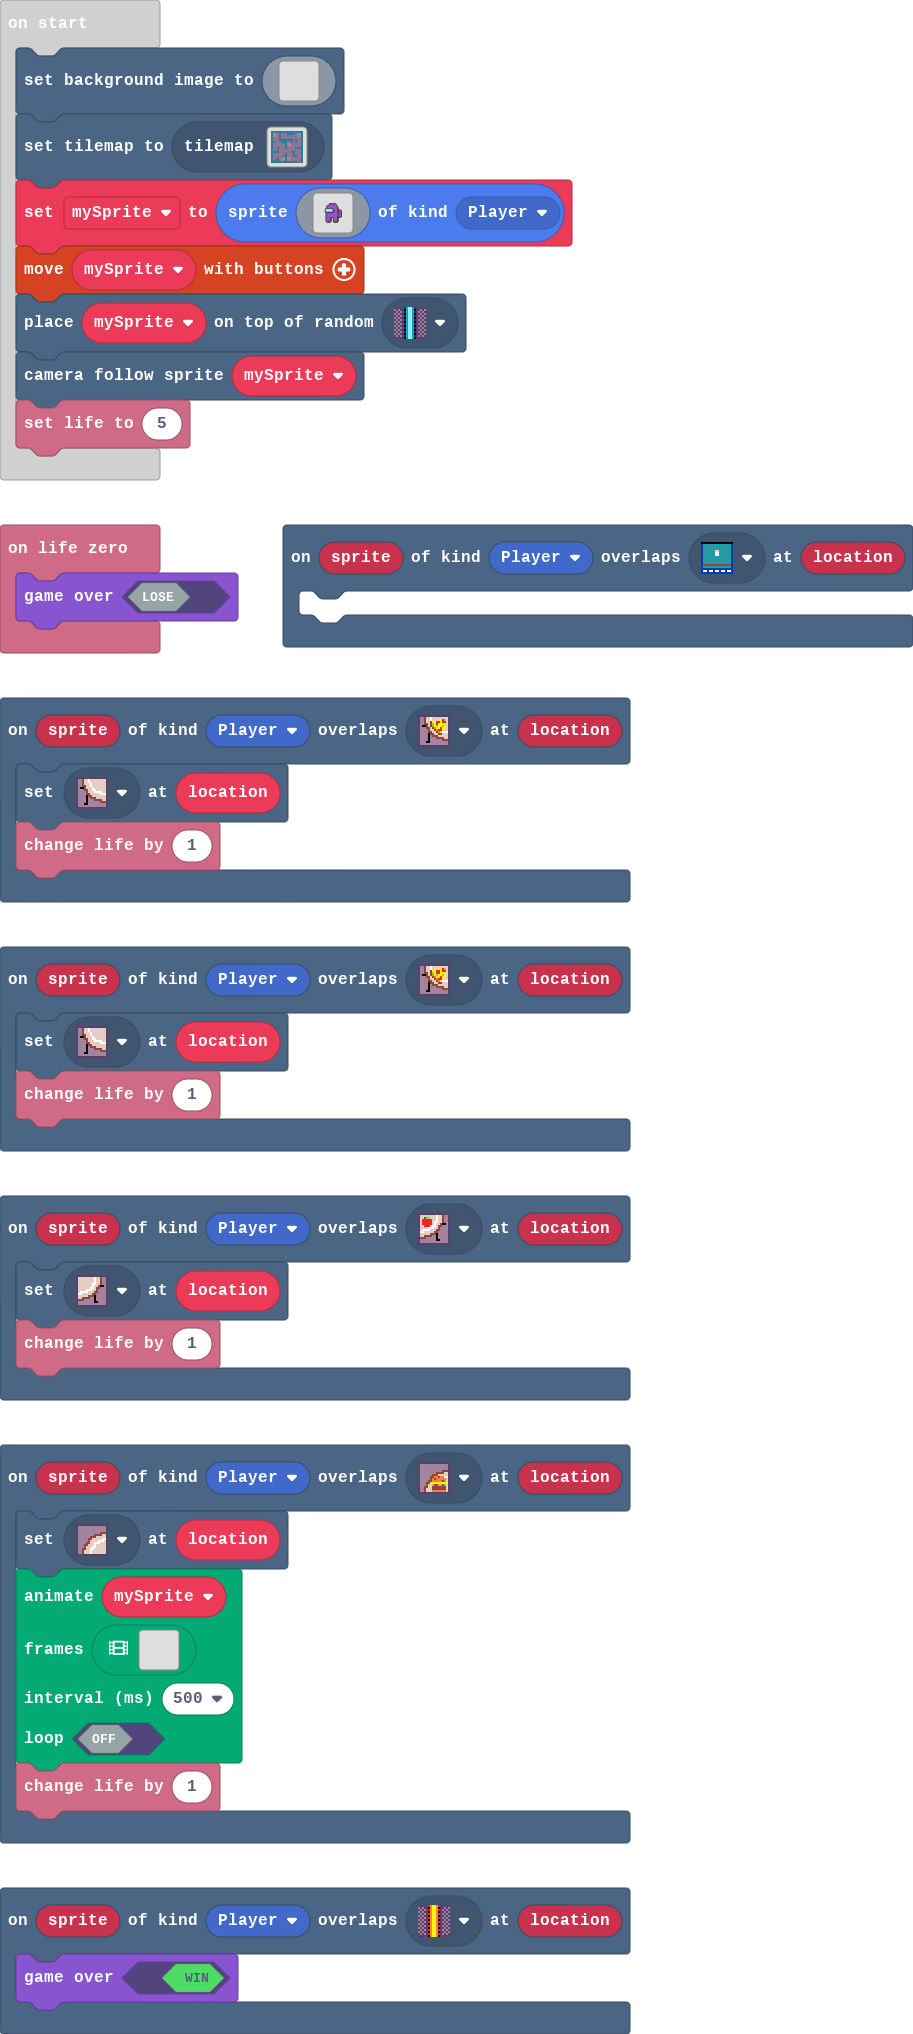 on start
set background image to
set tilemap to tilemap
set mySprite to sprite of kind Player
move mySprite with buttons
place mySprite on top of random
camera follow sprite mySprite
set life to 5
on life zero
game over LOSE
on sprite of kind Player overlaps at location
on sprite of kind Player overlaps at location
set at location
change life by 1
on sprite of kind Player overlaps at location
set at location
change life by 1
on sprite of kind Player overlaps at location
set at location
change life by 1
on sprite of kind Player overlaps at location
set at location
animate mySprite
frames
interval (ms) 500
loop OFF
change life by 1
on sprite of kind Player overlaps at location
game over WIN